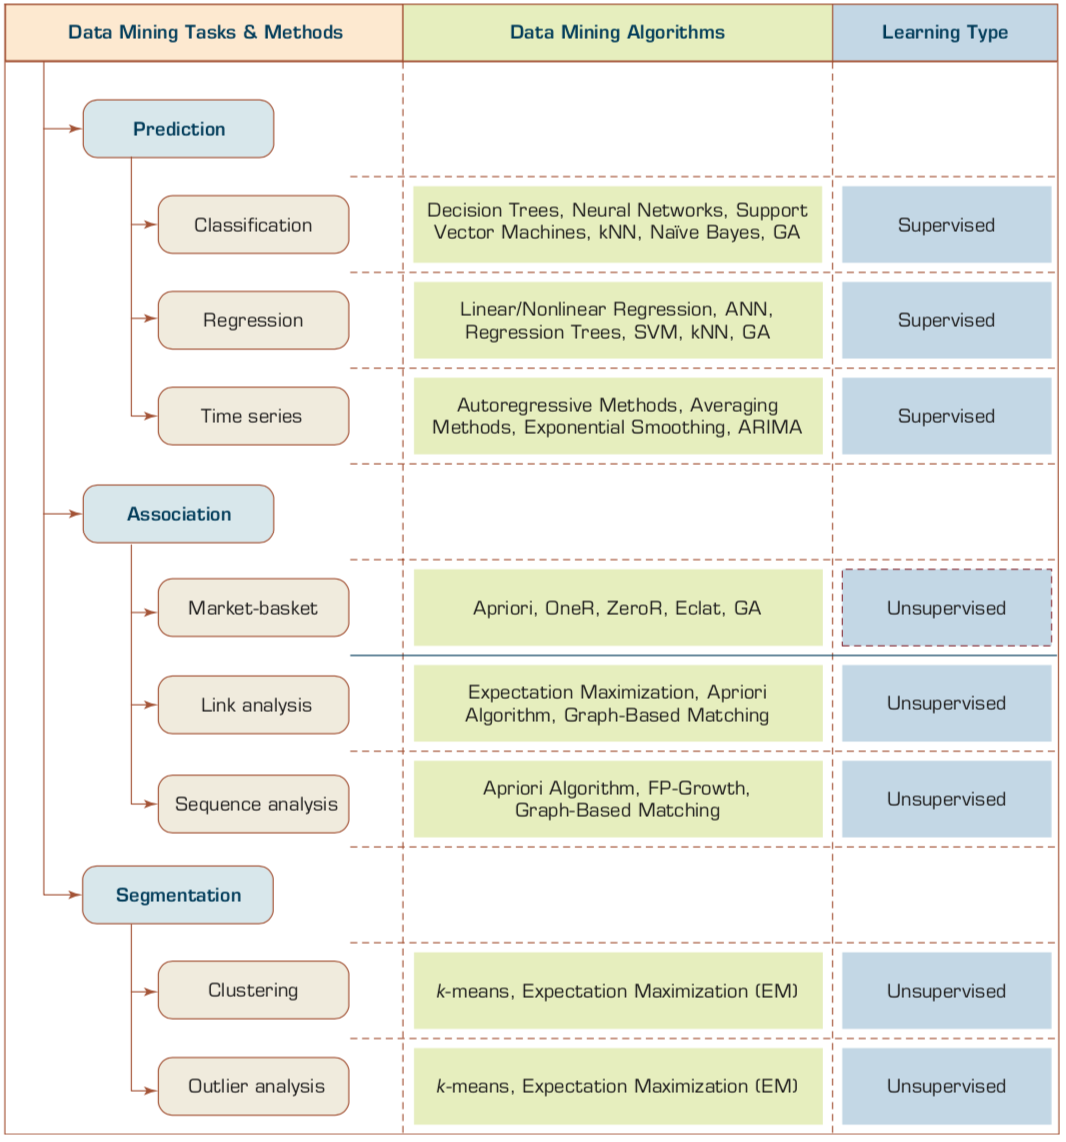 Data Mining Tasks & Methods
Data Mining Algorithms
Learning Type
Prediction
Classification
Decision Trees, Neural Networks, Support
Vector Machines, kNN, Naïve Bayes, GA
Supervised
Regression
Linear/Nonlinear Regression, ANN,
Regression Trees, SVM, kNN, GA
Supervised
Time series
Autoregressive Methods, Averaging
Methods, Exponential Smoothing, ARIMA
Supervised
Association
Market-basket
Apriori, OneR, ZeroR, Eclat, GA
Unsupervised
Link analysis
Expectation Maximization, Apriori
Algorithm, Graph-Based Matching
Unsupervised
Sequence analysis
Apriori Algorithm, FP-Growth,
Graph-Based Matching
Unsupervised
Segmentation
Clustering
k-means, Expectation Maximization (EM)
Unsupervised
Outlier analysis
k-means, Expectation Maximization (EM)
Unsupervised